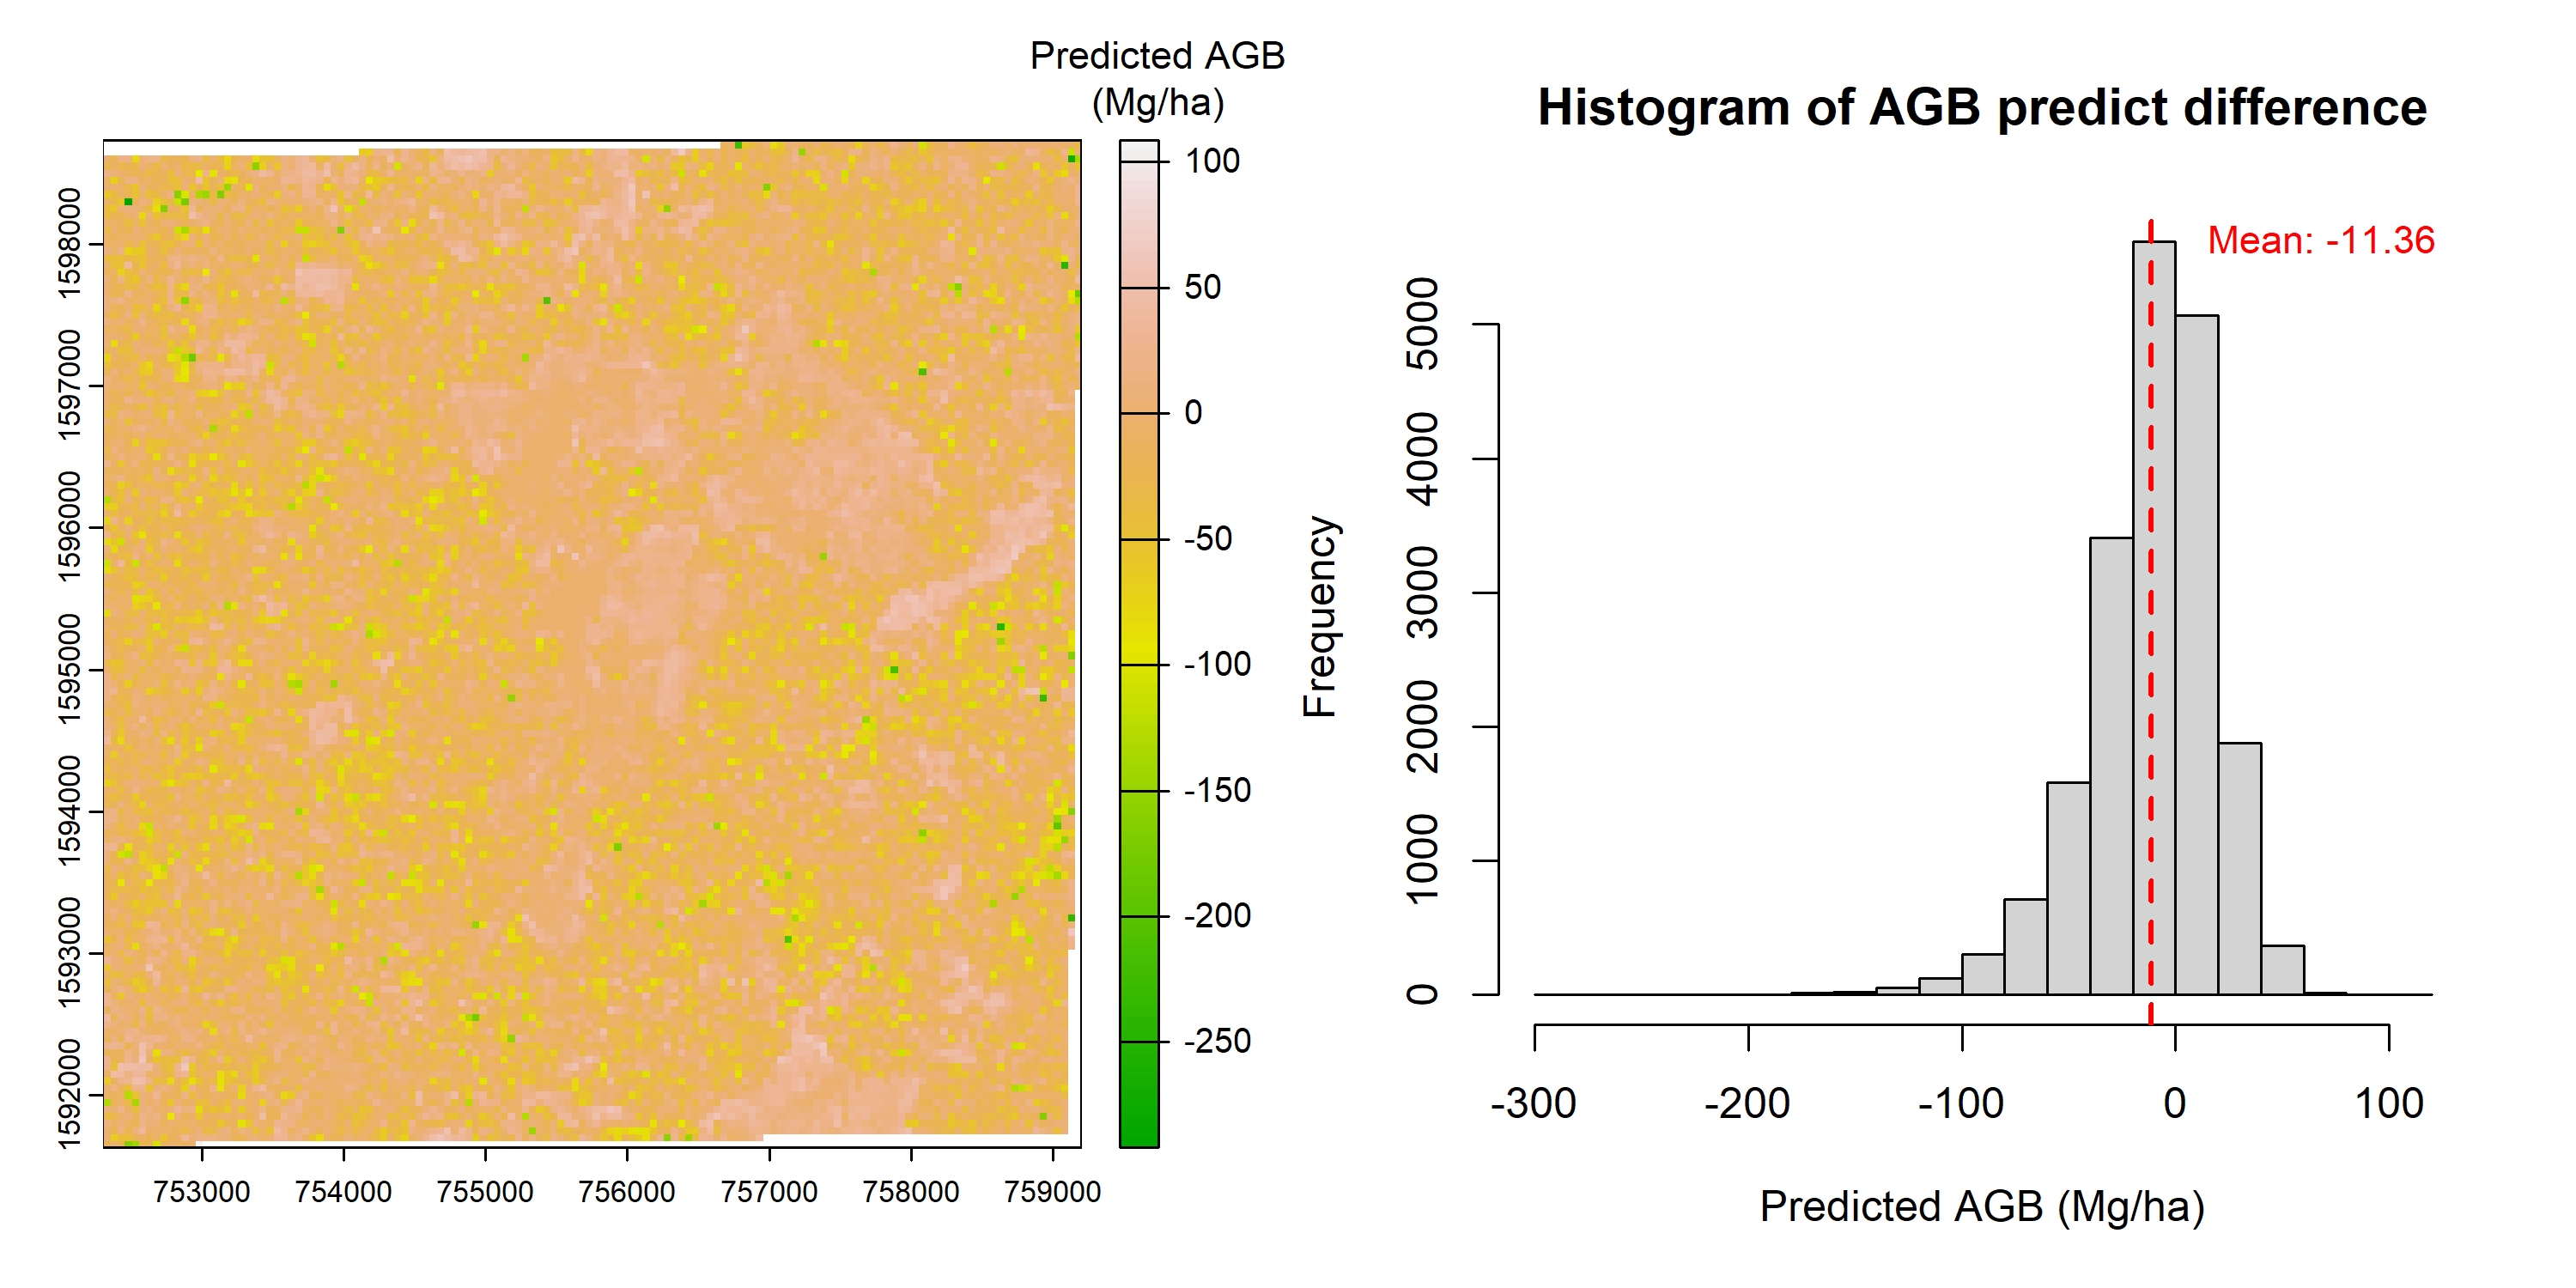 Predicted AGB
(Mg/ha)
1598000
1597000
1596000
1595000
1594000
1593000
1592000
753000 754000 755000 756000 757000 758000 759000
100
50
0
-50
-100
-150
-200
-250
Histogram of AGB predict difference
Mean: -11.36
Frequency
5000
4000
3000
2000
1000
0
-300 -200 -100 0 100
Predicted AGB (Mg/ha)